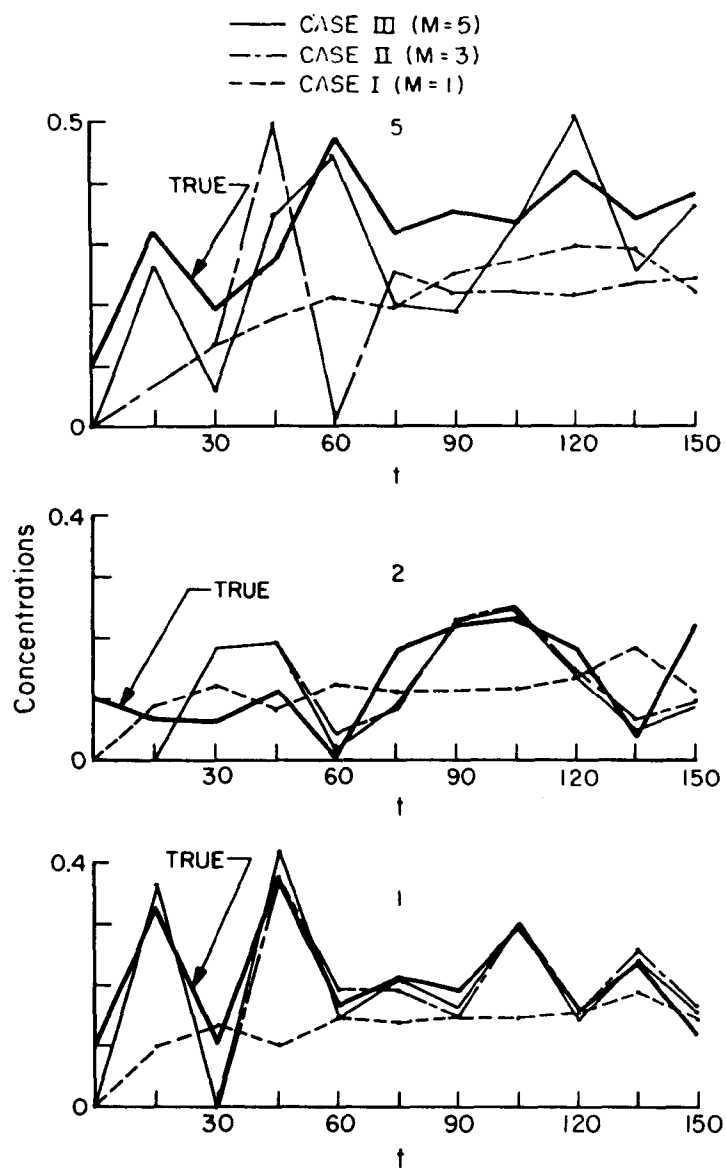 CASE III (M=5)
CASE II (M=3)
CASE I (M=1)
0.5
5
TRUE
0
30 60 90 120 150
t
Concentrations
0.4
2
TRUE
0
30 60 90 120 150
t
0.4
TRUE
1
0
30 60 90 120 150
t